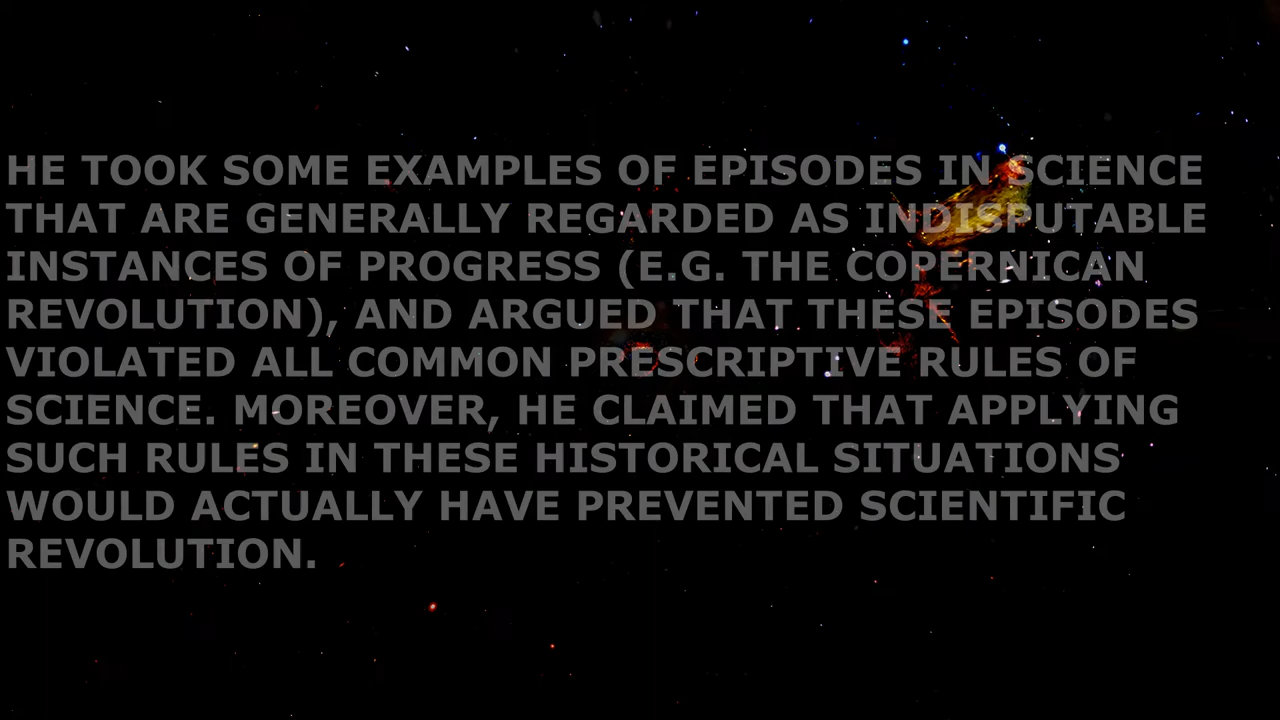 HE TOOK SOME EXAMPLES OF EPISODES IN SCIENCE
THAT ARE GENERALLY REGARDED AS INDISPUTABLE
INSTANCES OF PROGRESS (E.G. THE COPERNICAN
REVOLUTION), AND ARGUED THAT THESE EPISODES
VIOLATED ALL COMMON PRESCRIPTIVE RULES OF
SCIENCE. MOREOVER, HE CLAIMED THAT APPLYING
SUCH RULES IN THESE HISTORICAL SITUATIONS
WOULD ACTUALLY HAVE PREVENTED SCIENTIFIC
REVOLUTION.